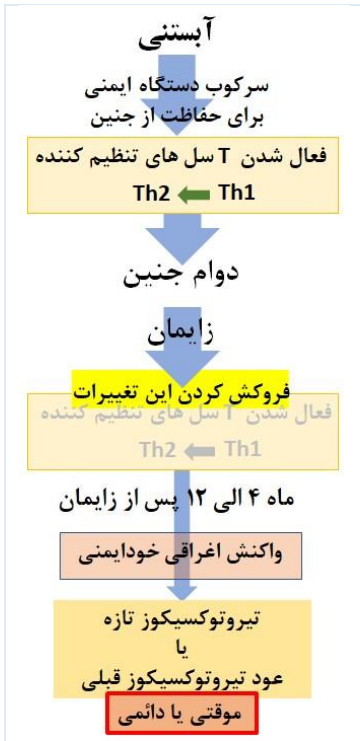 آبستنی
سرکوب دستگاه ایمنی
برای حفاظت از جنین
فعال شدن T سل های تنظیم کننده
Th1 Th2
دوام جنین
زایمان
فروکش کردن این تغییرات
فعال شدن T سل های تنظیم کننده
Th1 Th2
ماه ۴ الی ۱۲ پس از زایمان
واکنش اغراقی خودایمنی
تیروتوکسیکوز تازه
یا
عود تیروتوکسیکوز قبلی
موقتی یا دائمی